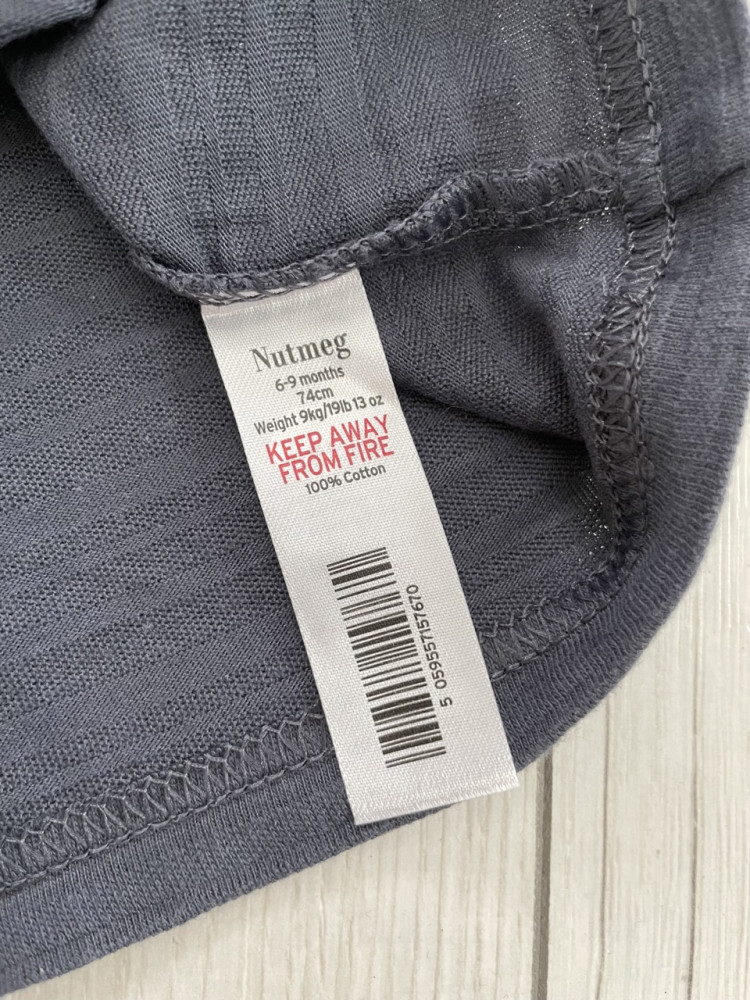 Nutmeg
6-9 months
74cm
Weight 9kg/19lb 13 oz
KEEP AWAY
FROM FIRE
100% Cotton
5 059557157670